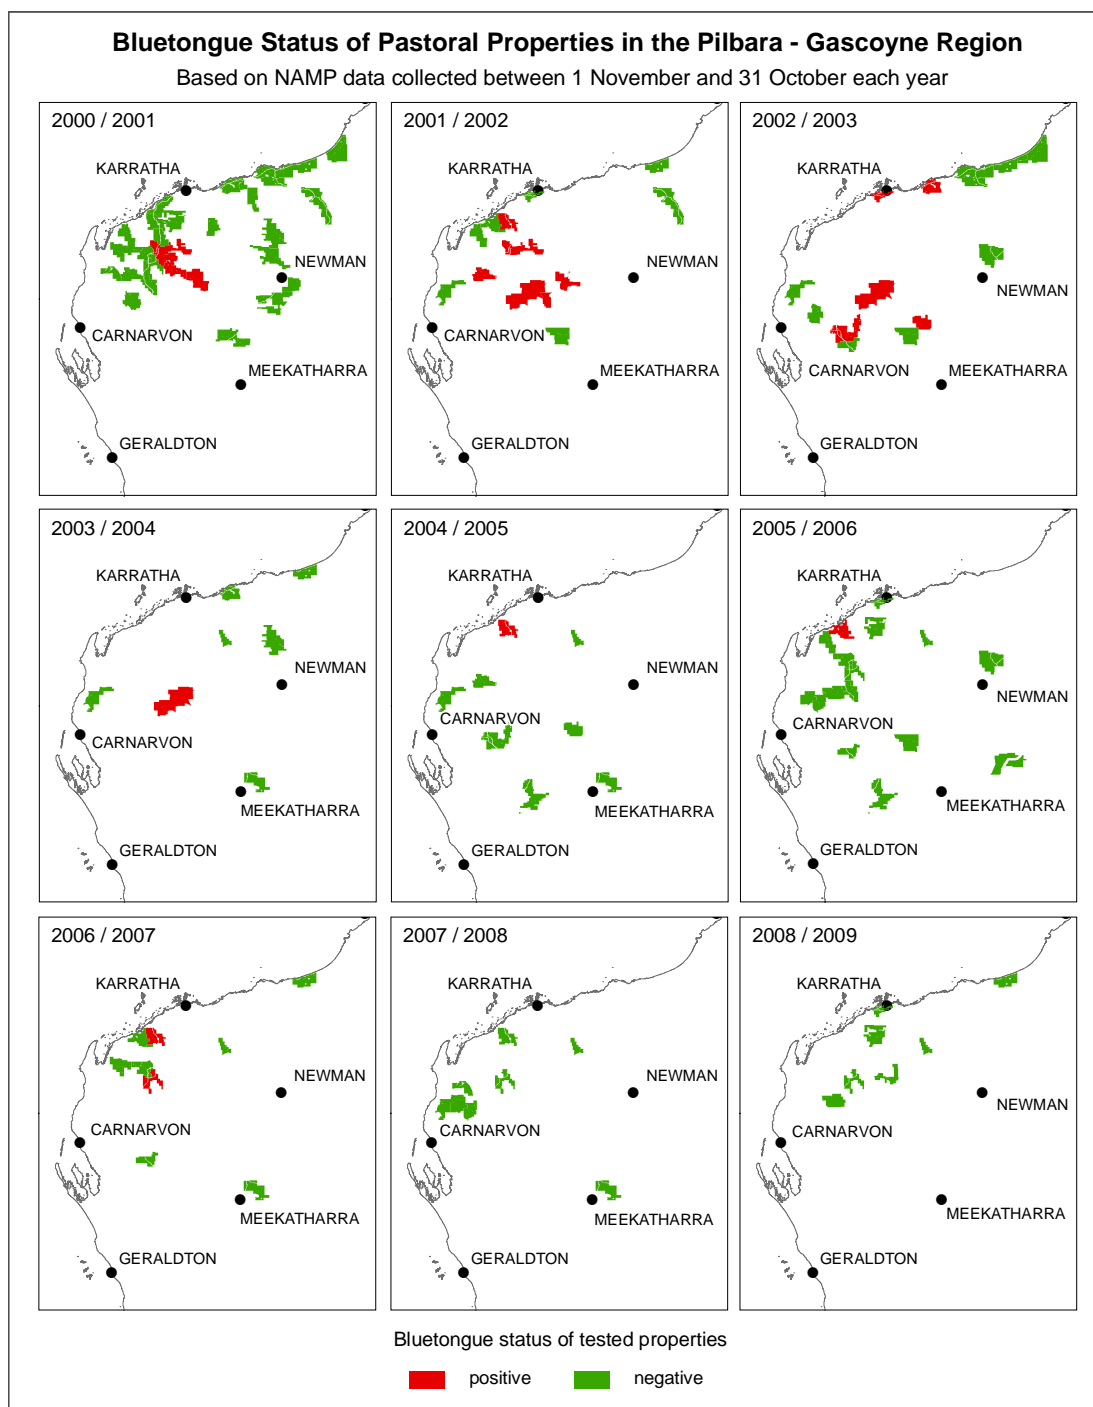 Bluetongue Status of Pastoral Properties in the Pilbara - Gascoyne Region
Based on NAMP data collected between 1 November and 31 October each year
2000 / 2001
KARRATHA
NEWMAN
CARNARVON
MEEKATHARRA
GERALDTON
2001 / 2002
KARRATHA
NEWMAN
CARNARVON
MEEKATHARRA
GERALDTON
2002 / 2003
KARRATHA
NEWMAN
CARNARVON
MEEKATHARRA
GERALDTON
2003 / 2004
KARRATHA
NEWMAN
CARNARVON
MEEKATHARRA
GERALDTON
2004 / 2005
KARRATHA
NEWMAN
CARNARVON
MEEKATHARRA
GERALDTON
2005 / 2006
KARRATHA
NEWMAN
CARNARVON
MEEKATHARRA
GERALDTON
2006 / 2007
KARRATHA
NEWMAN
CARNARVON
MEEKATHARRA
GERALDTON
2007 / 2008
KARRATHA
NEWMAN
CARNARVON
MEEKATHARRA
GERALDTON
2008 / 2009
KARRATHA
NEWMAN
CARNARVON
MEEKATHARRA
GERALDTON
Bluetongue status of tested properties
positive
negative